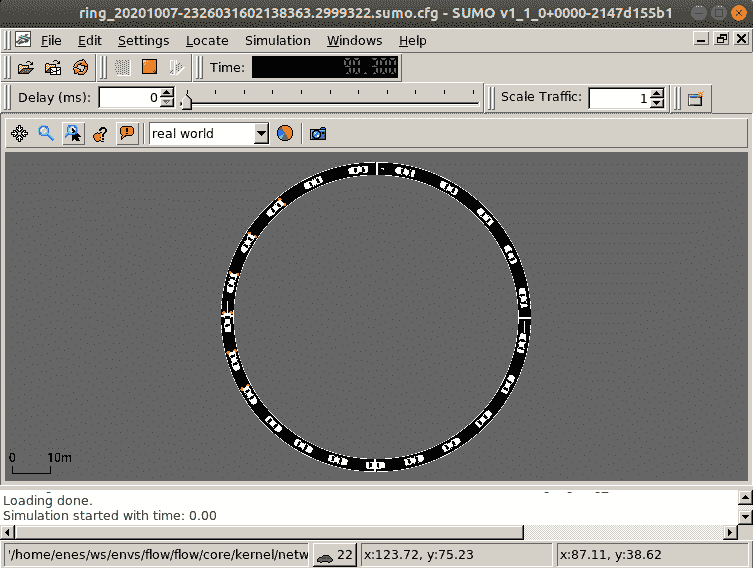 ring_20201007-2326031602138363.2999322.sumo.cfg - SUMO v1_1_0+0000-2147d155b1
File Edit Settings Locate Simulation Windows Help
Time:
Delay (ms): 0 Scale Traffic: 1
real world
0 10m
Loading done.
Simulation started with time: 0.00
'/home/enes/ws/envs/flow/flow/core/kernel/netw 22 x:123.72, y:75.23 x:87.11, y:38.62